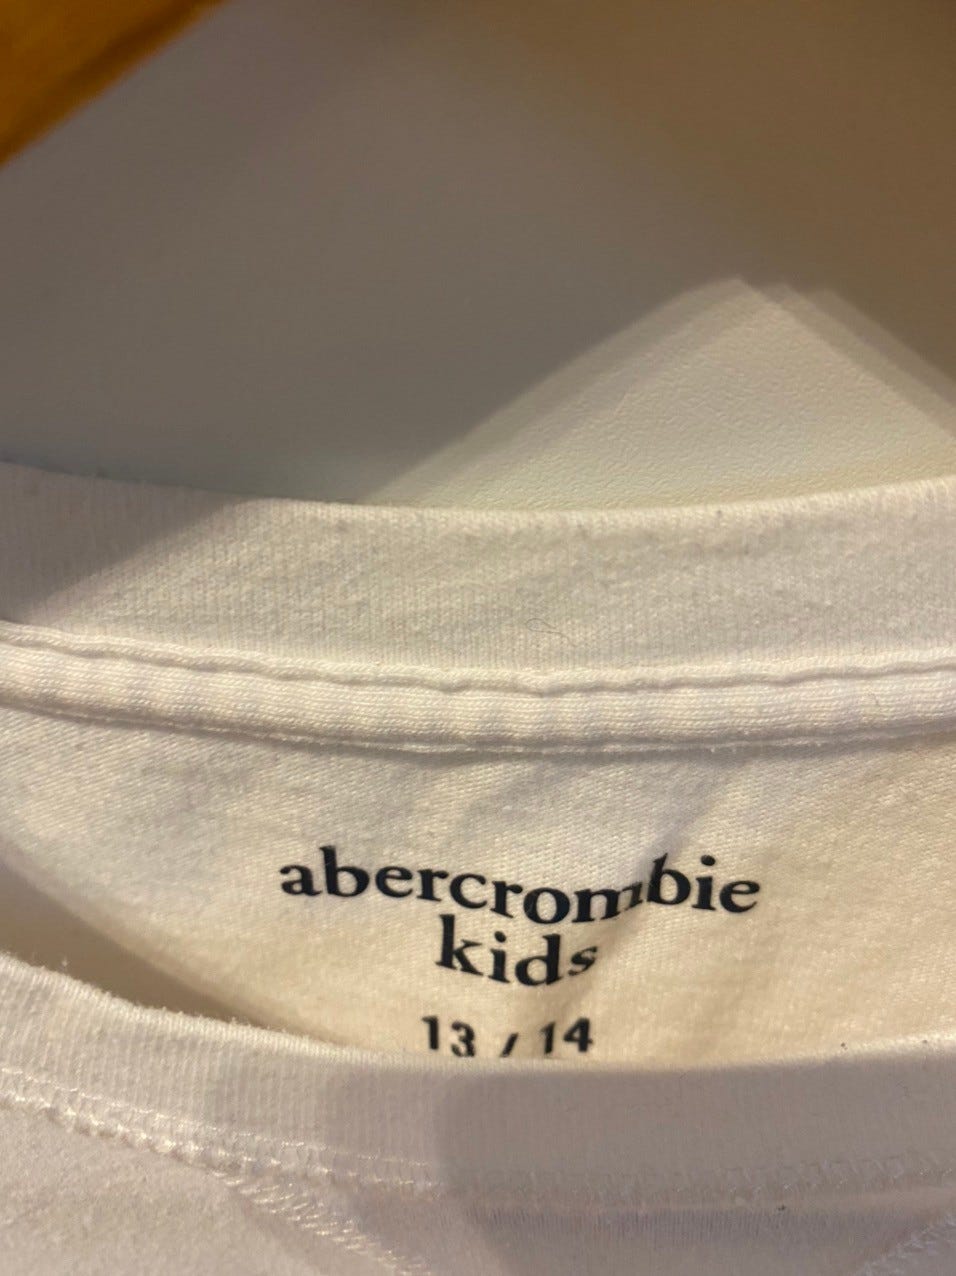 abercrombie
kids
13 / 14